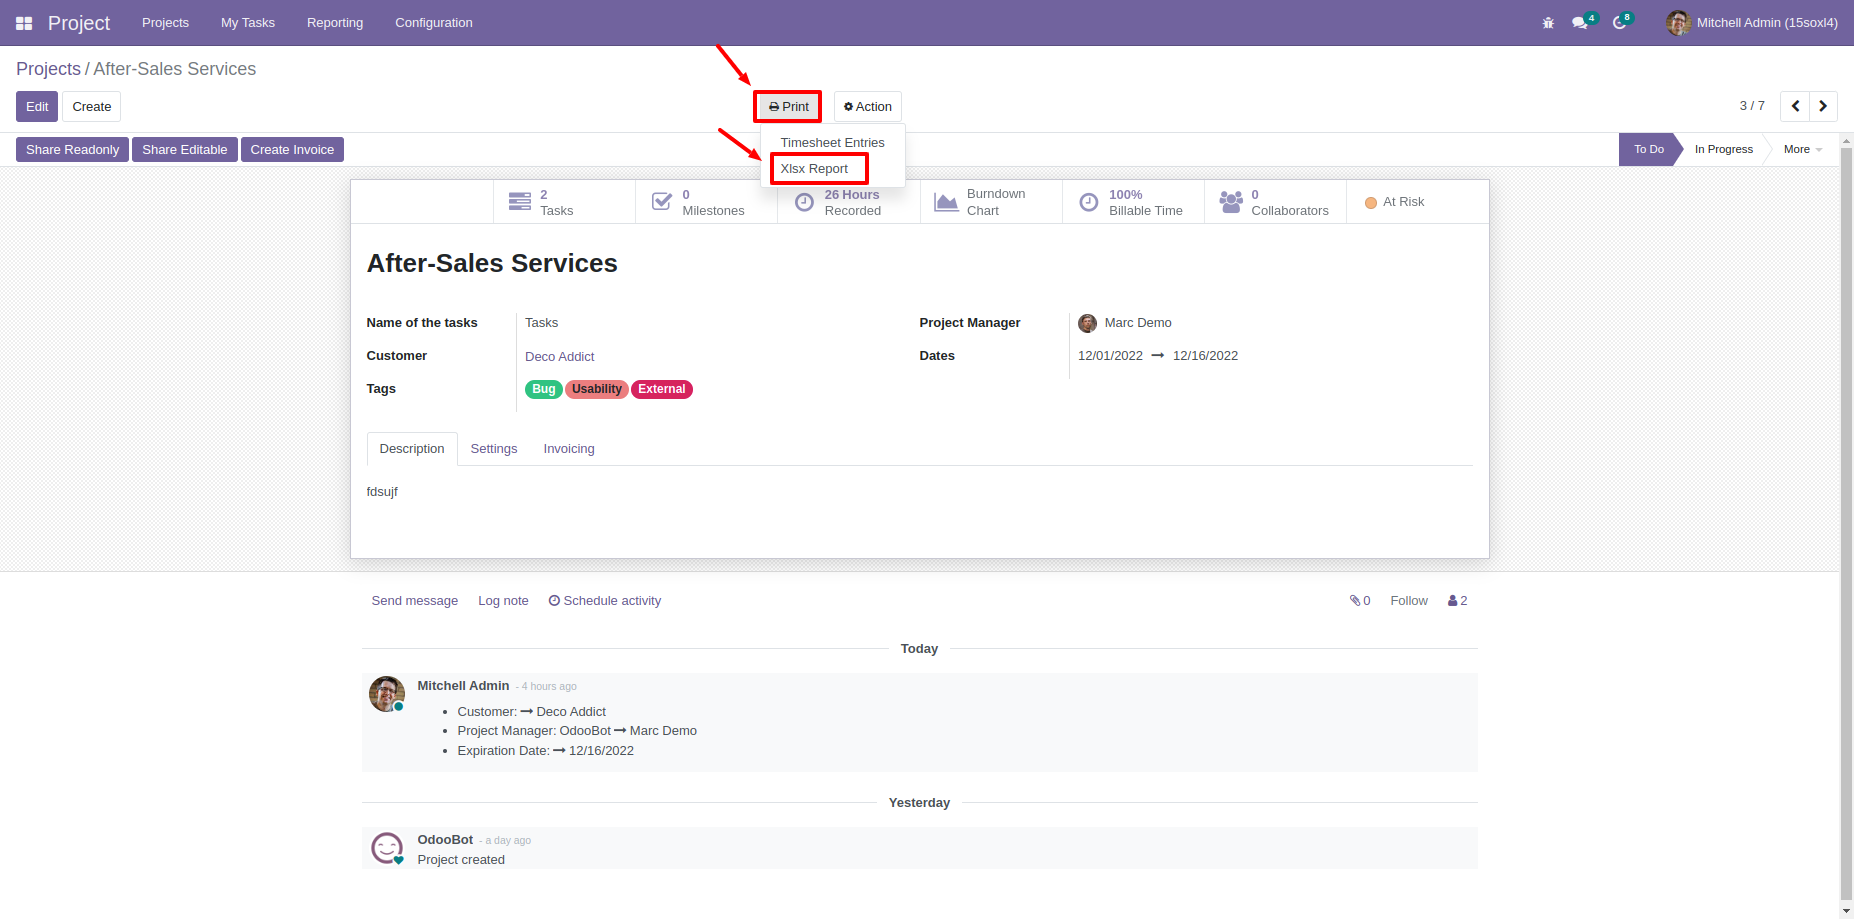 Project Projects My Tasks Reporting Configuration 4 8 Mitchell Admin (15soxl4)
Projects / After-Sales Services
Edit Create Print Action 3 / 7
Share Readonly Share Editable Create Invoice Timesheet Entries To Do In Progress More
Xlsx Report
2 Tasks
0 Milestones
26 Hours Recorded
Burndown Chart
100% Billable Time
0 Collaborators
At Risk
After-Sales Services
Name of the tasks Tasks Project Manager Marc Demo
Customer Deco Addict Dates 12/01/2022 → 12/16/2022
Tags Bug Usability External
Description Settings Invoicing
fdsujf
Send message Log note Schedule activity 0 Follow 2
Today
Mitchell Admin - 4 hours ago
• Customer: → Deco Addict
• Project Manager: OdooBot → Marc Demo
• Expiration Date: → 12/16/2022
Yesterday
OdooBot - a day ago
Project created